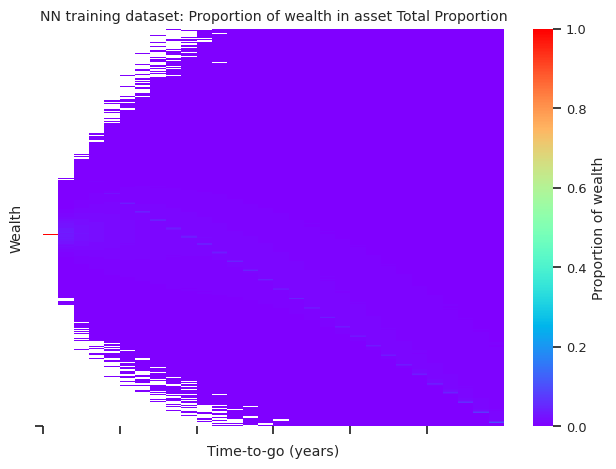 NN training dataset: Proportion of wealth in asset Total Proportion
Wealth
Time-to-go (years)
1.0
0.8
0.6
0.4
0.2
0.0
Proportion of wealth